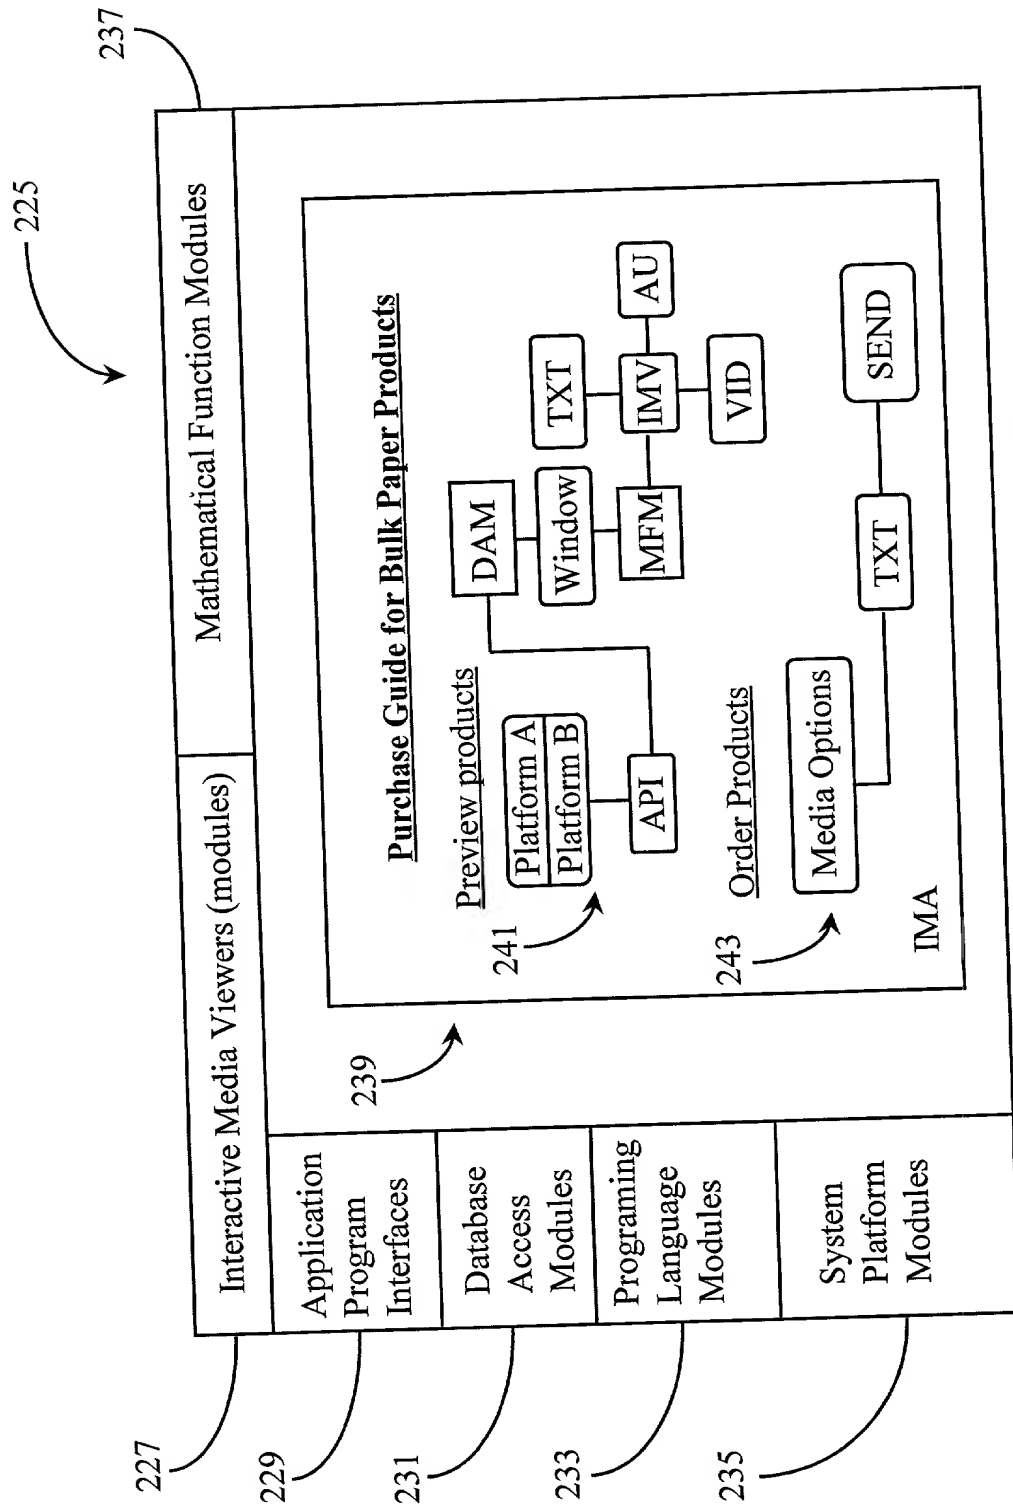 225
237
Interactive Media Viewers (modules)
Mathematical Function Modules
227
229
Application
Program
Interfaces
231
Database
Access
Modules
233
Programing
Language
Modules
235
System
Platform
Modules
239
Purchase Guide for Bulk Paper Products
Preview products
241
Platform A
Platform B
API
DAM
Window
MFM
TXT
IMV
AU
VID
Order Products
243
Media Options
TXT
SEND
IMA